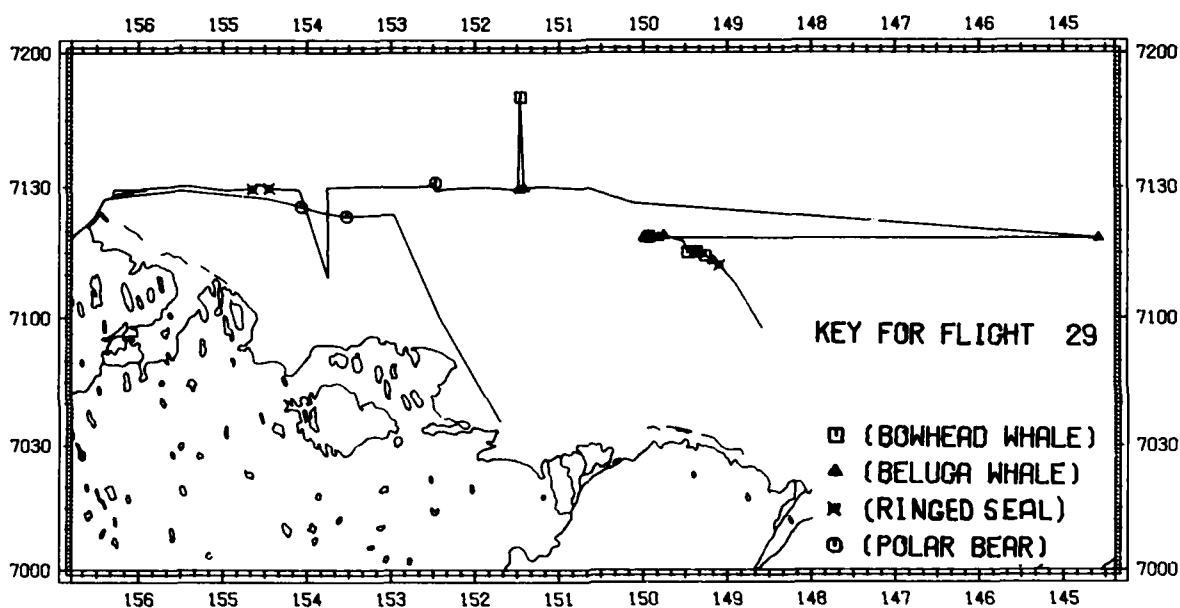 156 155 154 153 152 151 150 149 148 147 146 145
7200 7200
7130 7130
7100 7100
KEY FOR FLIGHT 29
7030 7030
(BOWHEAD WHALE)
(BELUGA WHALE)
(RINGED SEAL)
(POLAR BEAR)
7000 7000
156 155 154 153 152 151 150 149 148 147 146 145